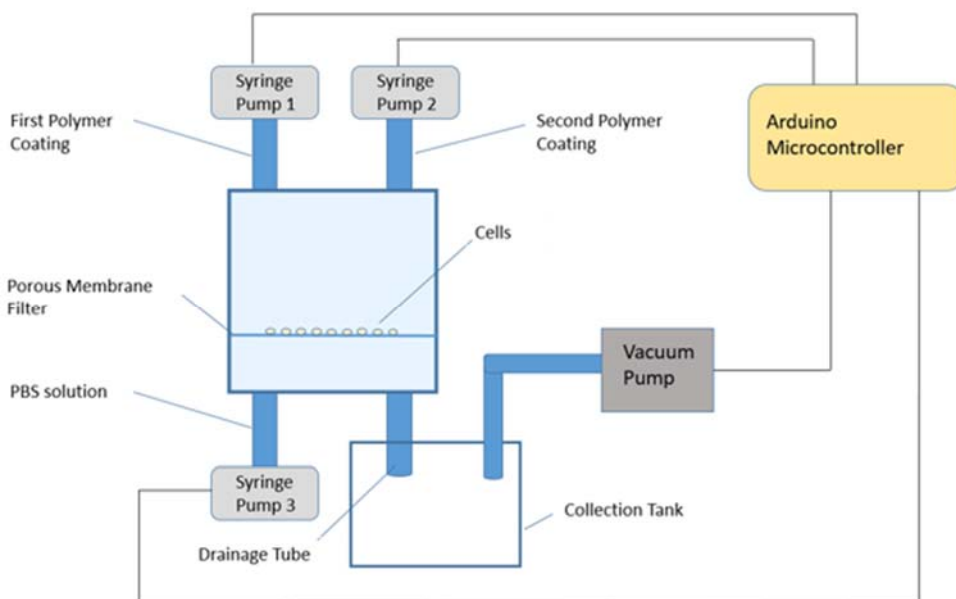 Syringe
Pump 1
Syringe
Pump 2
First Polymer
Coating
Second Polymer
Coating
Arduino
Microcontroller
Cells
Porous Membrane
Filter
Vacuum
Pump
PBS solution
Syringe
Pump 3
Collection Tank
Drainage Tube